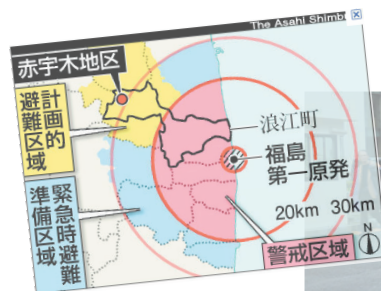 The Asahi Shimb
赤宇木地区
計画的
避難区域
浪江町
福島
第一原発
緊急時避難
準備区域
20km 30km
警戒区域
N